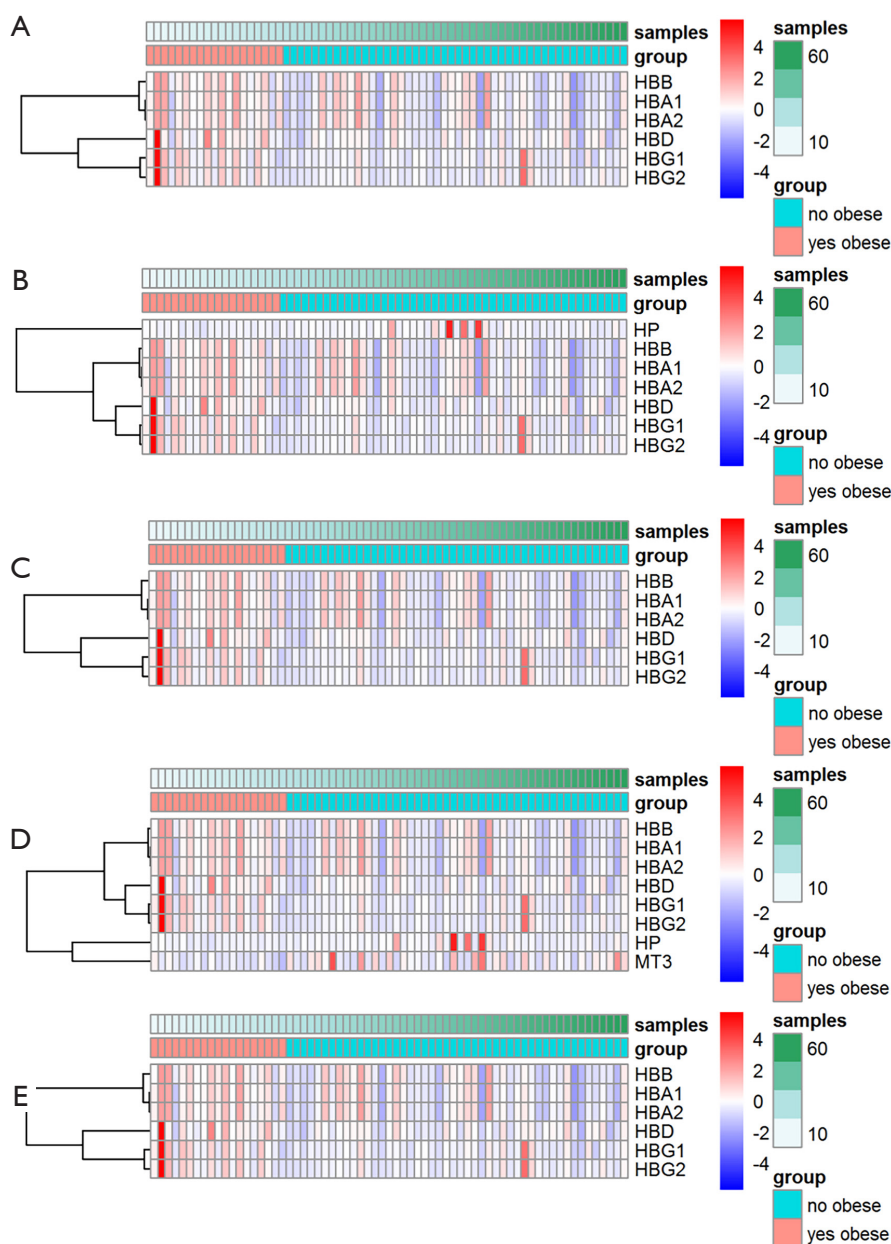 A
samples
group
HBB
HBA1
HBA2
HBD
HBG1
HBG2
4
2
0
-2
-4
samples
60
10
group
no obese
yes obese
B
samples
group
HP
HBB
HBA1
HBA2
HBD
HBG1
HBG2
4
2
0
-2
-4
samples
60
10
group
no obese
yes obese
C
samples
group
HBB
HBA1
HBA2
HBD
HBG1
HBG2
4
2
0
-2
-4
samples
60
10
group
no obese
yes obese
D
samples
group
HBB
HBA1
HBA2
HBD
HBG1
HBG2
HP
MT3
4
2
0
-2
-4
samples
60
10
group
no obese
yes obese
E
samples
group
HBB
HBA1
HBA2
HBD
HBG1
HBG2
4
2
0
-2
-4
samples
60
10
group
no obese
yes obese